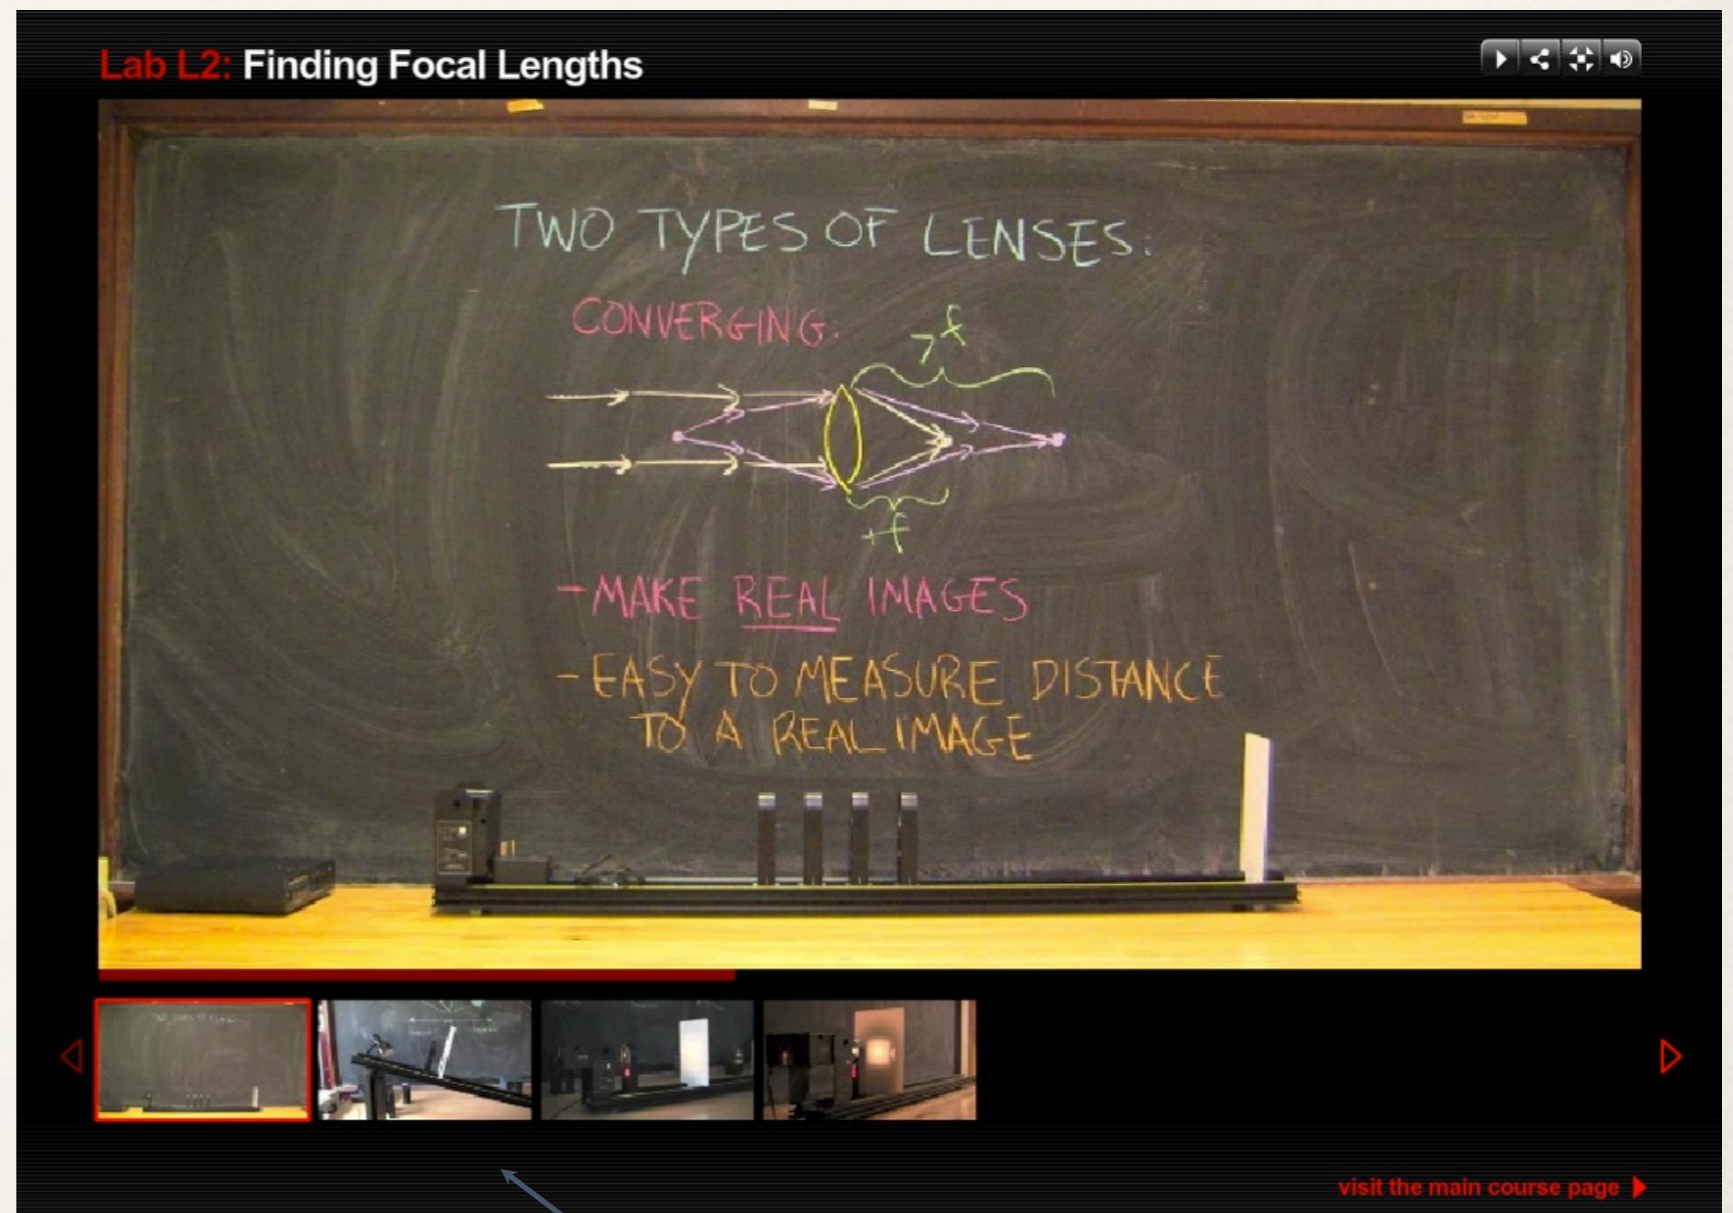 Lab L2: Finding Focal Lengths
TWO TYPES OF LENSES:
CONVERGING.
>f
+f
- MAKE REAL IMAGES
- EASY TO MEASURE DISTANCE
TO A REAL IMAGE
visit the main course page